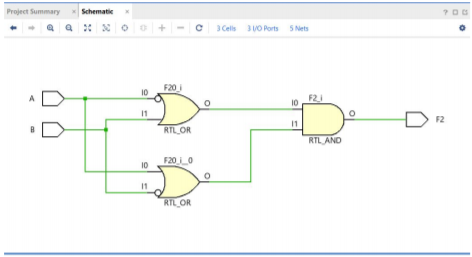 Project Summary × Schematic ×
? □ □
3 Cells 3 I/O Ports 5 Nets
F20_i
A I0
O
I1
B
RTL_OR
F2_i
I0
O
I1
F2
RTL_AND
F20_i__0
I0
O
I1
RTL_OR